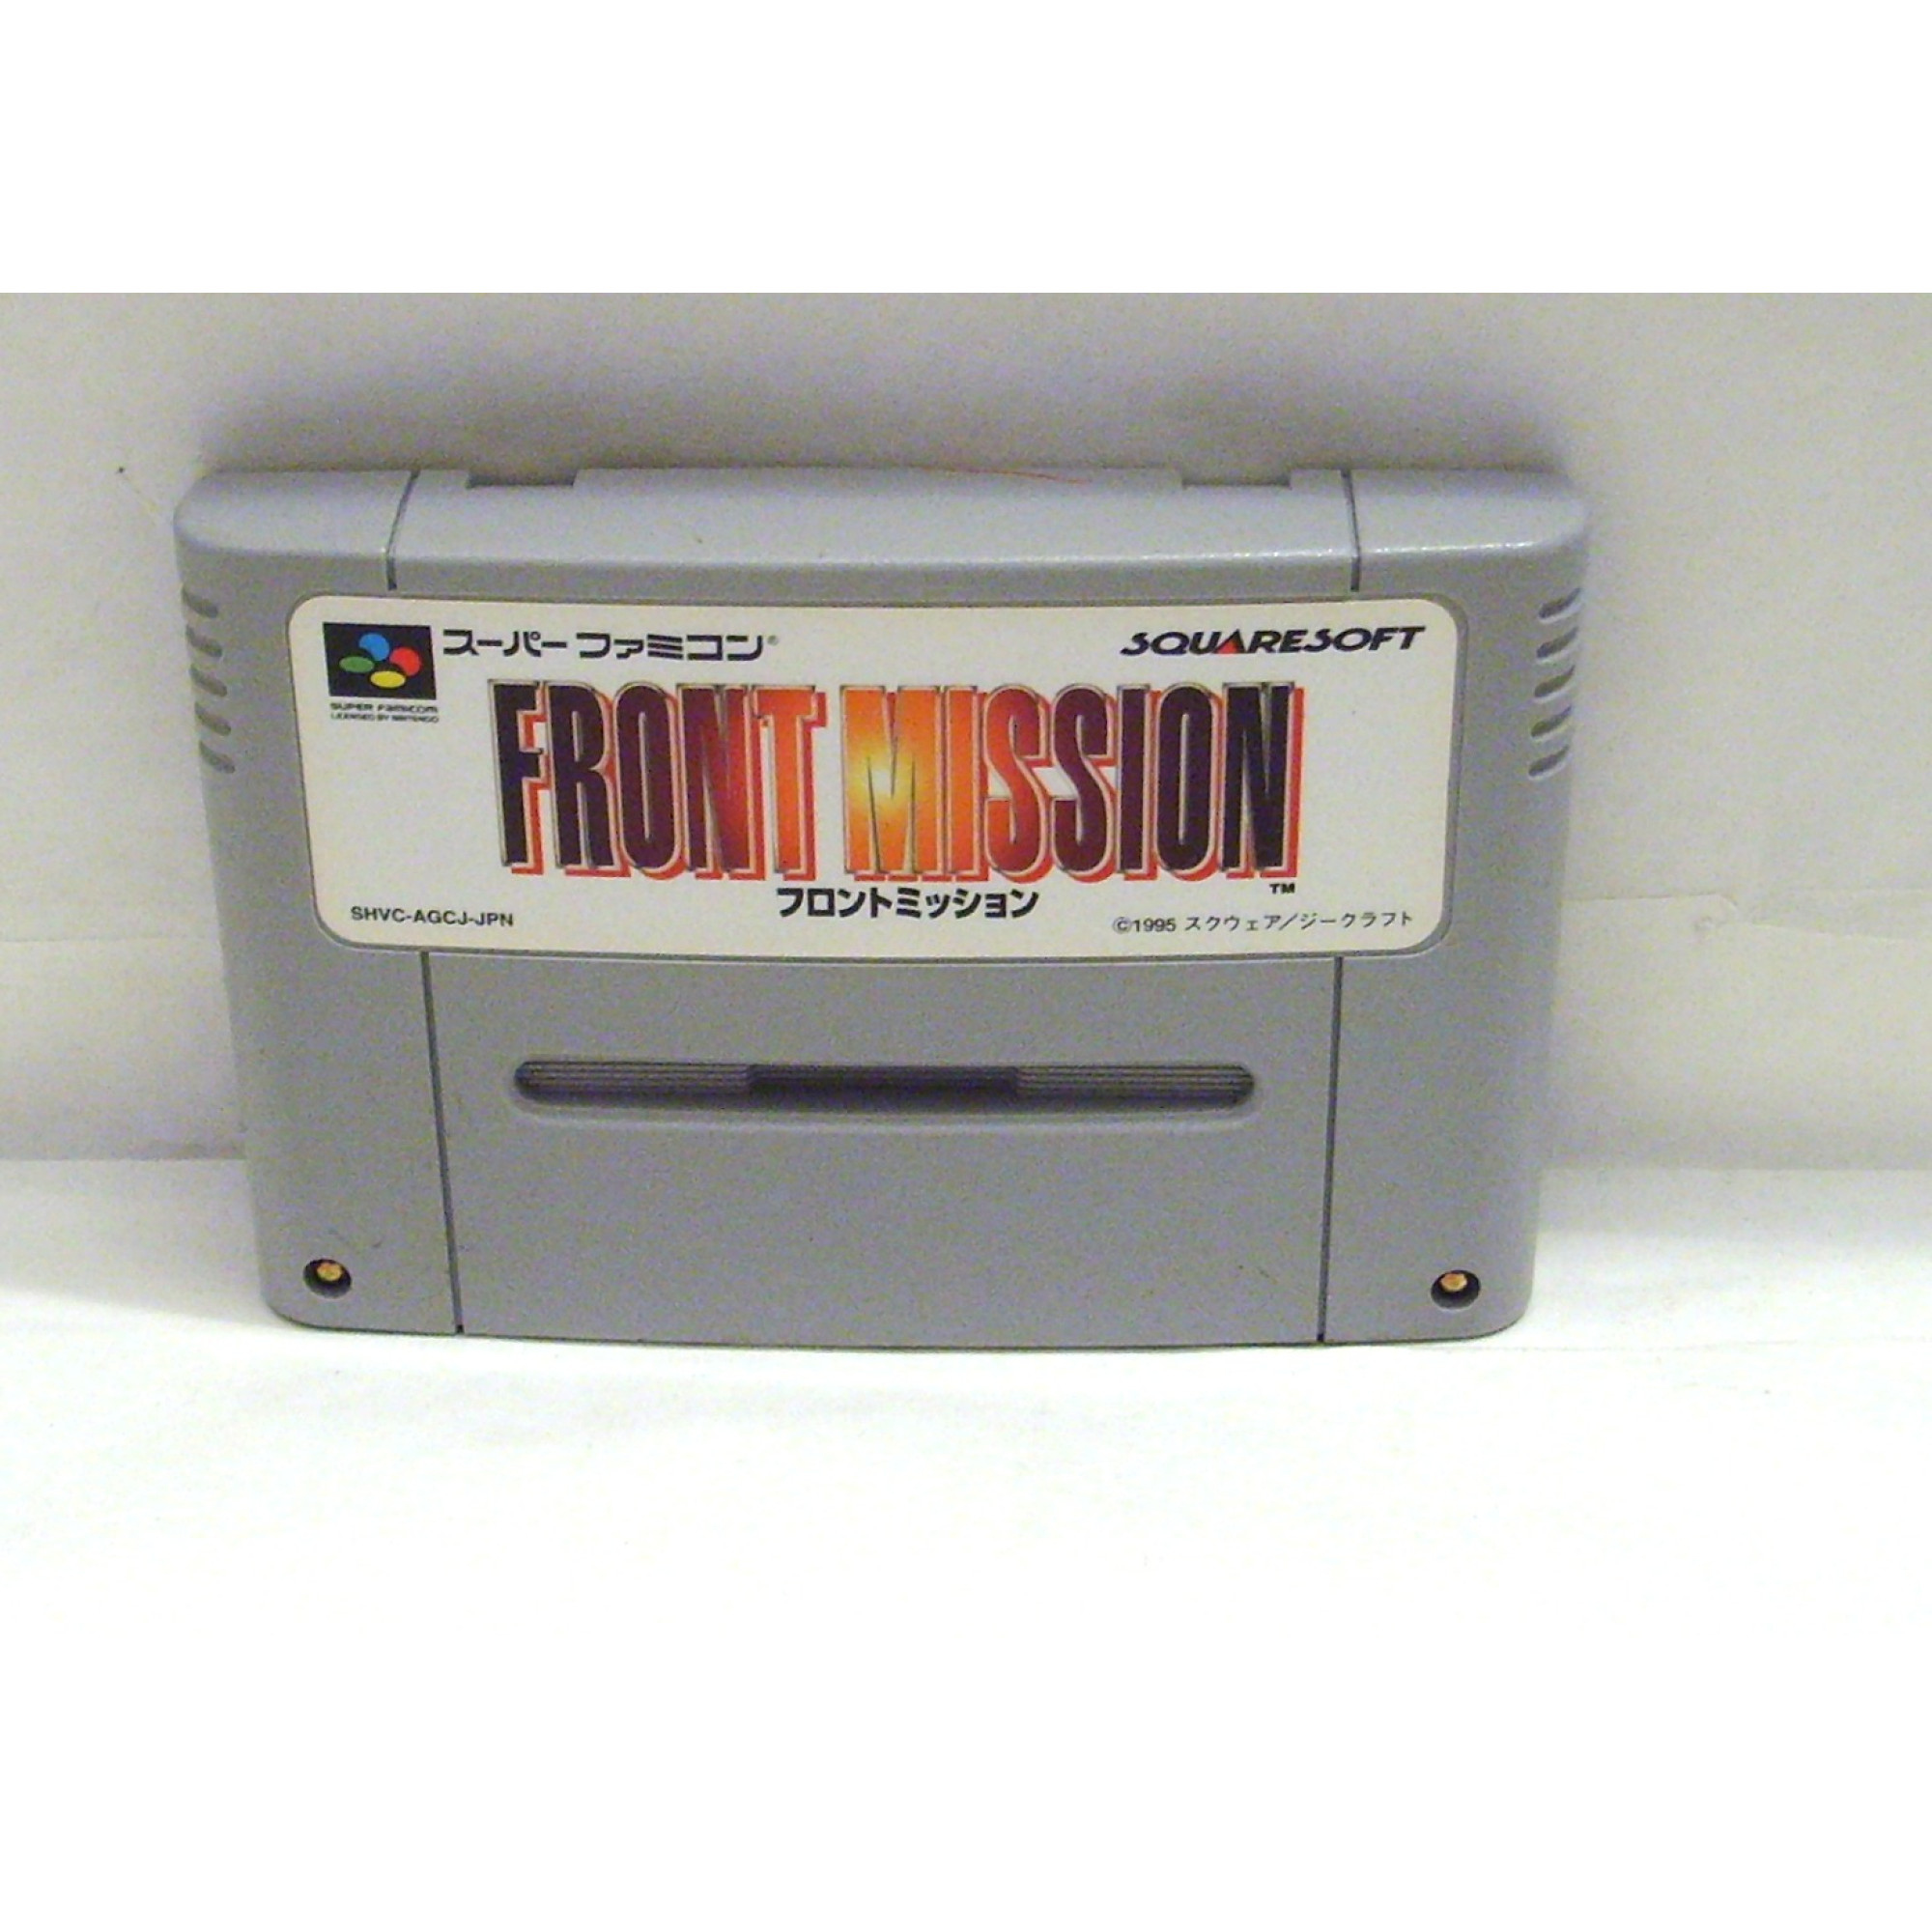 スーパーファミコン®
SQUARESOFT
SUPER FAMICOM
LICENSED BY NINTENDO
FRONT MISSION
TM
フロントミッション
SHVC-AGCJ-JPN
©1995 スクウェア/ジークラフト